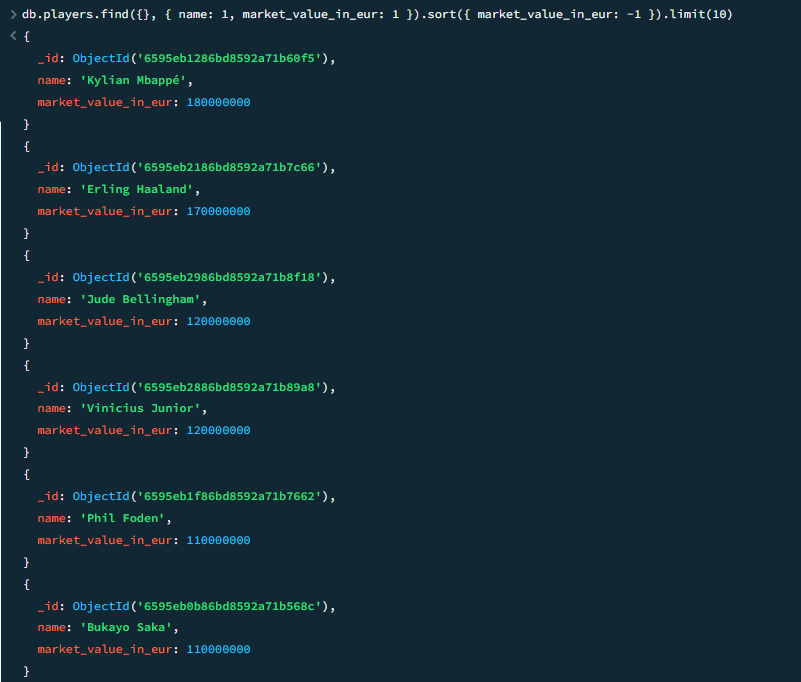 > db.players.find({}, { name: 1, market_value_in_eur: 1 }).sort({ market_value_in_eur: -1 }).limit(10)
< {
_id: ObjectId('6595eb1286bd8592a71b60f5'),
name: 'Kylian Mbappé',
market_value_in_eur: 180000000
}
{
_id: ObjectId('6595eb2186bd8592a71b7c66'),
name: 'Erling Haaland',
market_value_in_eur: 170000000
}
{
_id: ObjectId('6595eb2986bd8592a71b8f18'),
name: 'Jude Bellingham',
market_value_in_eur: 120000000
}
{
_id: ObjectId('6595eb2886bd8592a71b89a8'),
name: 'Vinicius Junior',
market_value_in_eur: 120000000
}
{
_id: ObjectId('6595eb1f86bd8592a71b7662'),
name: 'Phil Foden',
market_value_in_eur: 110000000
}
{
_id: ObjectId('6595eb0b86bd8592a71b568c'),
name: 'Bukayo Saka',
market_value_in_eur: 110000000
}